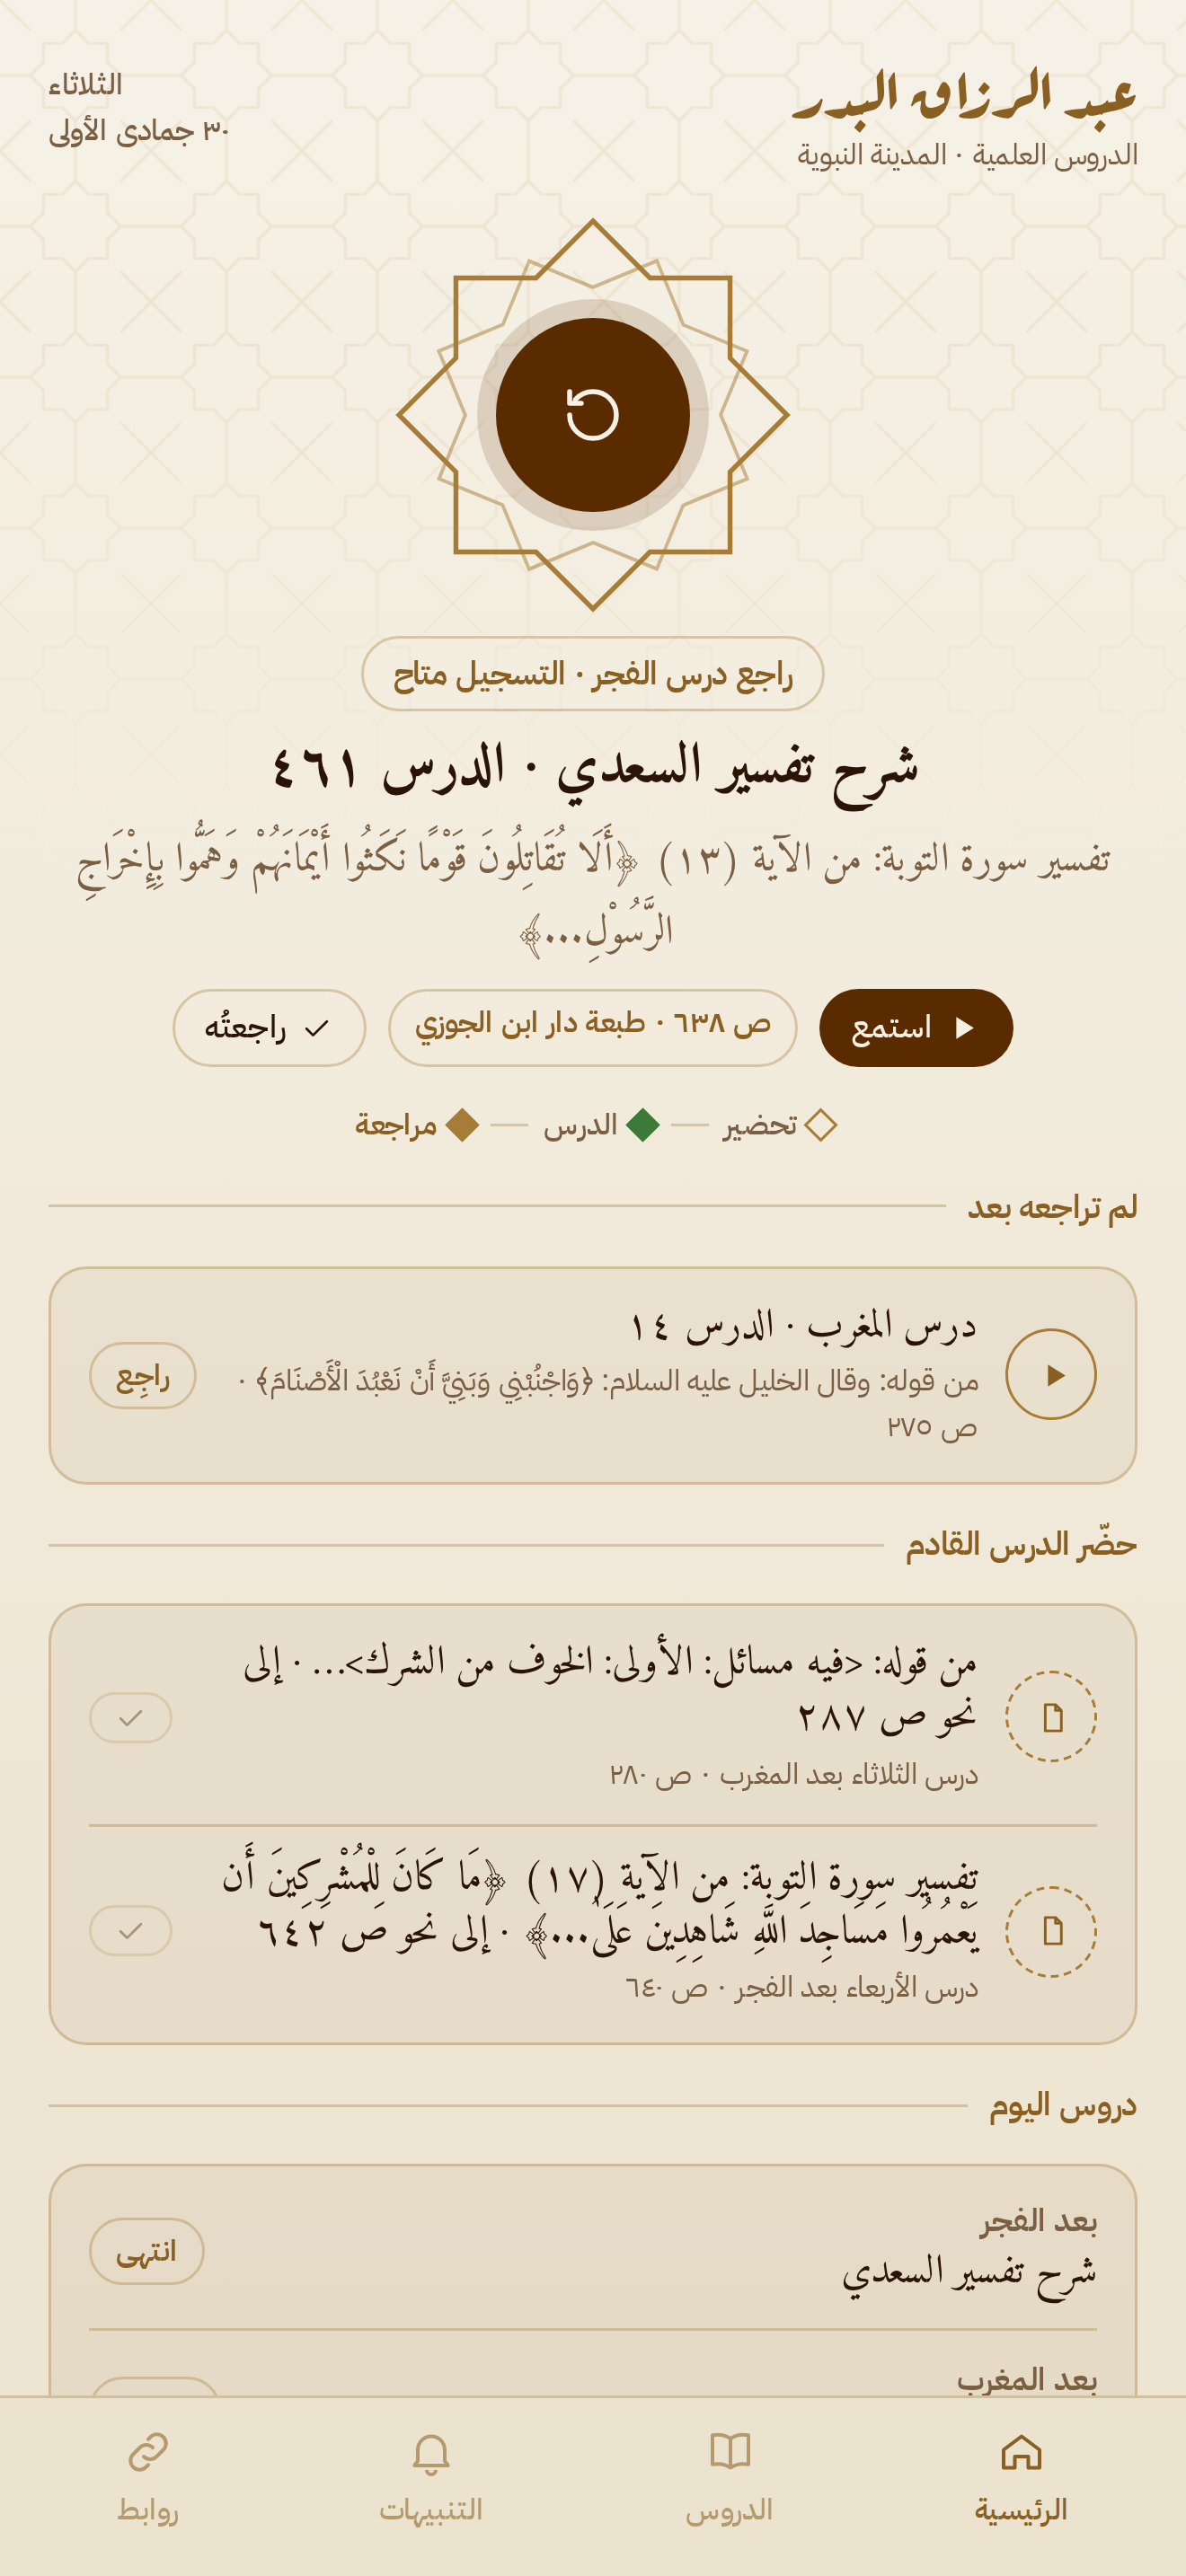 عبد الرزاق البدر
الدروس العلمية · المدينة النبوية
الثلاثاء
٣٠ جمادى الأولى
راجع درس الفجر · التسجيل متاح
شرح تفسير السعدي · الدرس ٤٦١
تفسير سورة التوبة: من الآية (١٣) ﴿أَلَا تُقَاتِلُونَ قَوْمًا نَكَثُوا أَيْمَانَهُمْ وَهَمُّوا بِإِخْرَاجِ
الرَّسُوْلِ...﴾
استمع
ص ٦٣٨ · طبعة دار ابن الجوزي
راجعتُه
تحضير
الدرس
مراجعة
لم تراجعه بعد
درس المغرب · الدرس ١٤
من قوله: وقال الخليل عليه السلام: ﴿وَاجْنُبْنِي وَبَنِيَّ أَنْ نَعْبُدَ الْأَصْنَامَ﴾ ·
ص ٢٧٥
راجِع
حضّر الدرس القادم
من قوله: <فيه مسائل: الأولى: الخوف من الشرك>... · إلى
نحو ص ٢٨٧
درس الثلاثاء بعد المغرب · ص ٢٨٠
تفسير سورة التوبة: من الآية (١٧) ﴿مَا كَانَ لِلْمُشْرِكِينَ أَن
يَعْمُرُوا مَسَاجِدَ اللَّهِ شَاهِدِينَ عَلَىٰ...﴾ · إلى نحو ص ٦٤٢
درس الأربعاء بعد الفجر · ص ٦٤٠
دروس اليوم
بعد الفجر
شرح تفسير السعدي
انتهى
بعد المغرب
الرئيسية
الدروس
التنبيهات
روابط